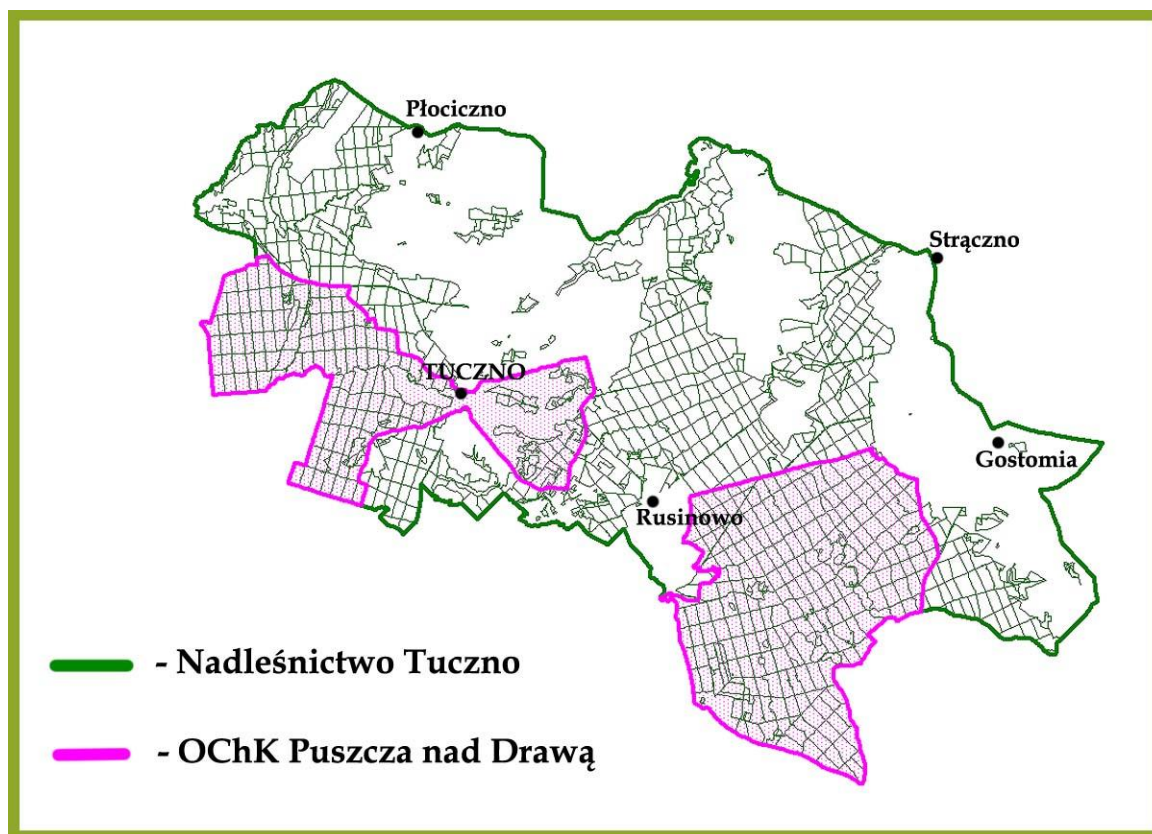 Płociczno
Strączno
TUCZNO
Gostomia
Rusinowo
- Nadleśnictwo Tuczno
- OChK Puszcza nad Drawą